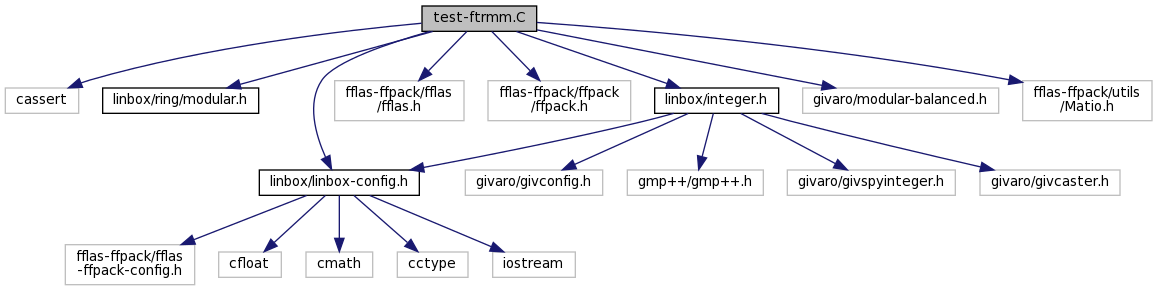 test-ftrmm.C
cassert
linbox/ring/modular.h
fflas-ffpack/fflas
/fflas.h
fflas-ffpack/ffpack
/ffpack.h
linbox/integer.h
givaro/modular-balanced.h
fflas-ffpack/utils
/Matio.h
linbox/linbox-config.h
givaro/givconfig.h
gmp++/gmp++.h
givaro/givspyinteger.h
givaro/givcaster.h
fflas-ffpack/fflas
-ffpack-config.h
cfloat
cmath
cctype
iostream